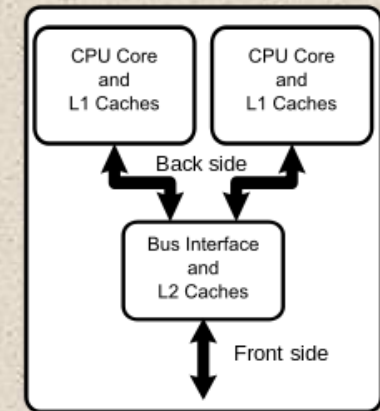 CPU Core
and
L1 Caches
CPU Core
and
L1 Caches
Back side
Bus Interface
and
L2 Caches
Front side